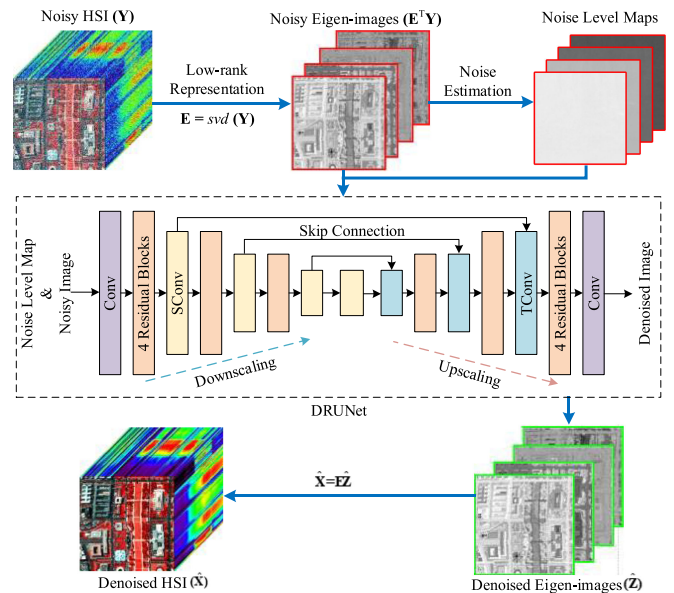 Noisy HSI (Y)
Noisy Eigen-images (EᵀY)
Noise Level Maps
Low-rank
Representation
E = svd (Y)
Noise
Estimation
Noise Level Map
&
Noisy Image
Conv
4 Residual Blocks
SConv
Skip Connection
TConv
4 Residual Blocks
Conv
Denoised Image
Downscaling
Upscaling
DRUNet
X̂=EẐ
Denoised HSI (X̂)
Denoised Eigen-images (Ẑ)